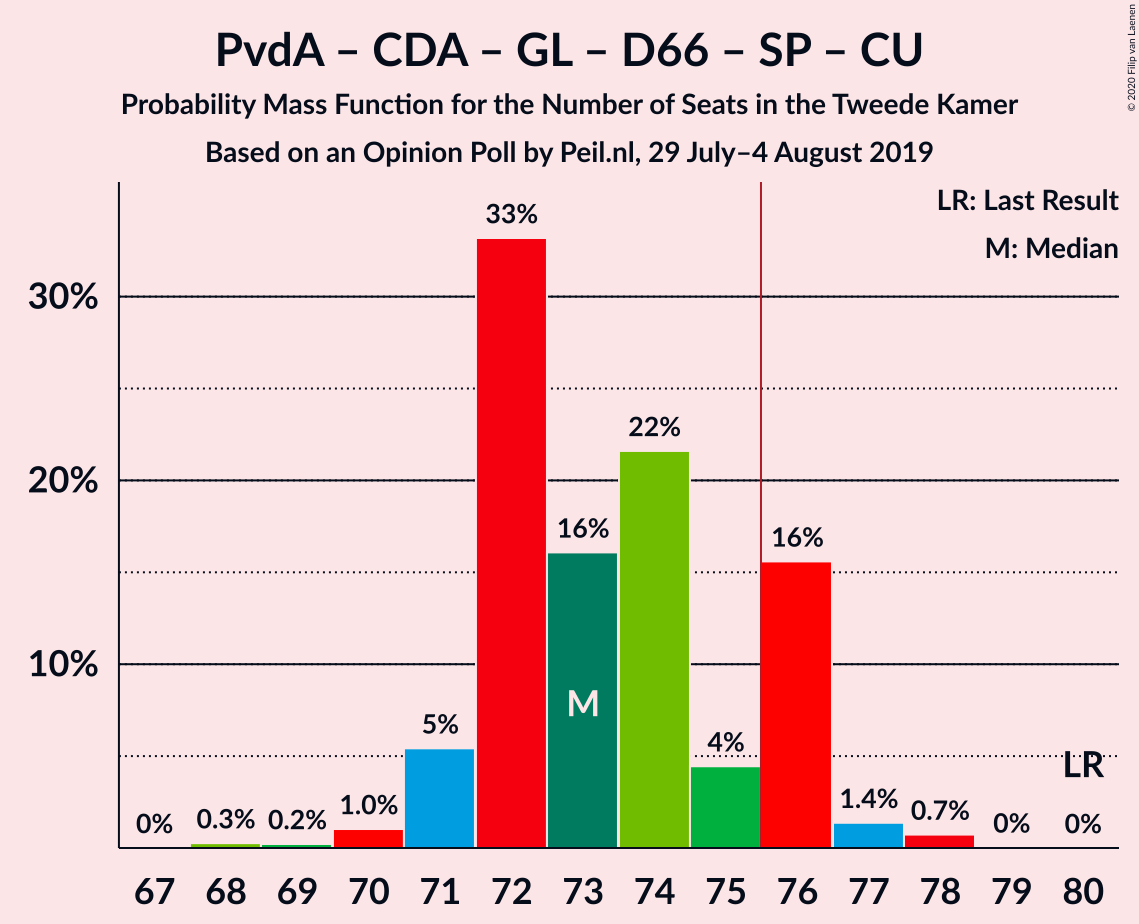 PvdA – CDA – GL – D66 – SP – CU
Probability Mass Function for the Number of Seats in the Tweede Kamer
Based on an Opinion Poll by Peil.nl, 29 July–4 August 2019
© 2020 Filip van Laenen
LR: Last Result
M: Median
30%
20%
10%
0%
0.3%
0.2%
1.0%
5%
33%
16%
22%
4%
16%
1.4%
0.7%
0%
0%
M
LR
67 68 69 70 71 72 73 74 75 76 77 78 79 80